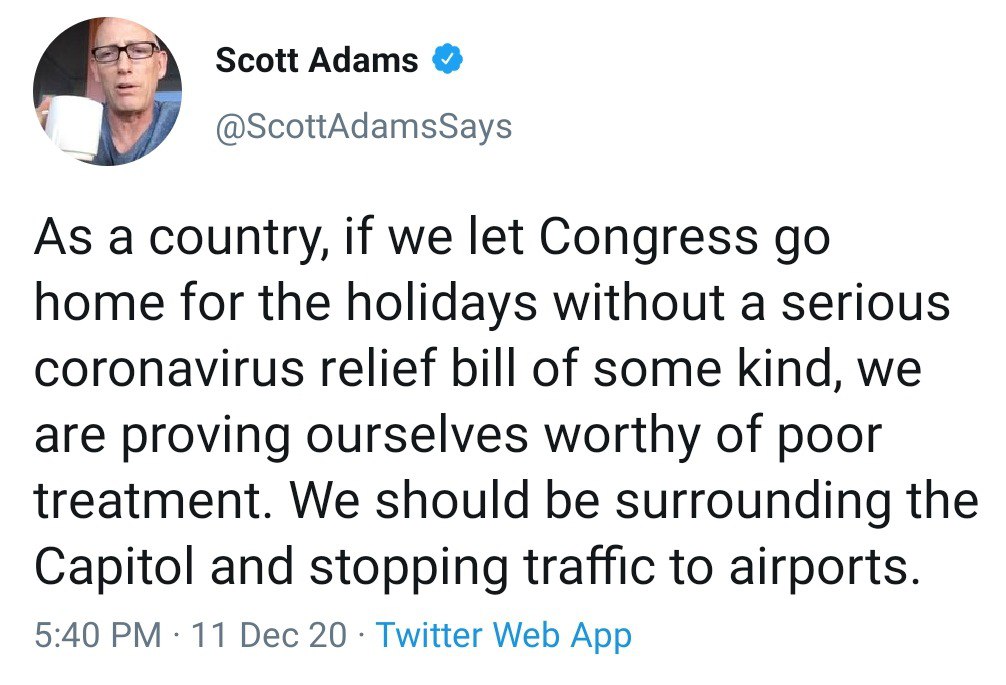 Scott Adams
@ScottAdamsSays
As a country, if we let Congress go
home for the holidays without a serious
coronavirus relief bill of some kind, we
are proving ourselves worthy of poor
treatment. We should be surrounding the
Capitol and stopping traffic to airports.
5:40 PM · 11 Dec 20 · Twitter Web App